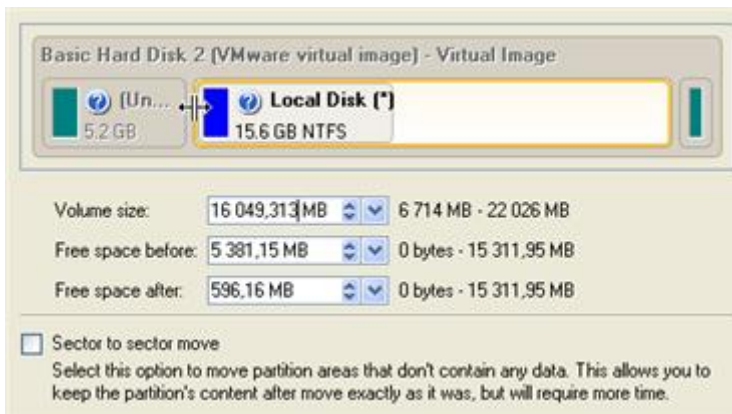 Basic Hard Disk 2 (VMware virtual image) - Virtual Image
(Un... Local Disk (*)
5.2 GB 15.6 GB NTFS
Volume size: 16 049,313 MB 6 714 MB - 22 026 MB
Free space before: 5 381,15 MB 0 bytes - 15 311,95 MB
Free space after: 596,16 MB 0 bytes - 15 311,95 MB
Sector to sector move
Select this option to move partition areas that don't contain any data. This allows you to
keep the partition's content after move exactly as it was, but will require more time.